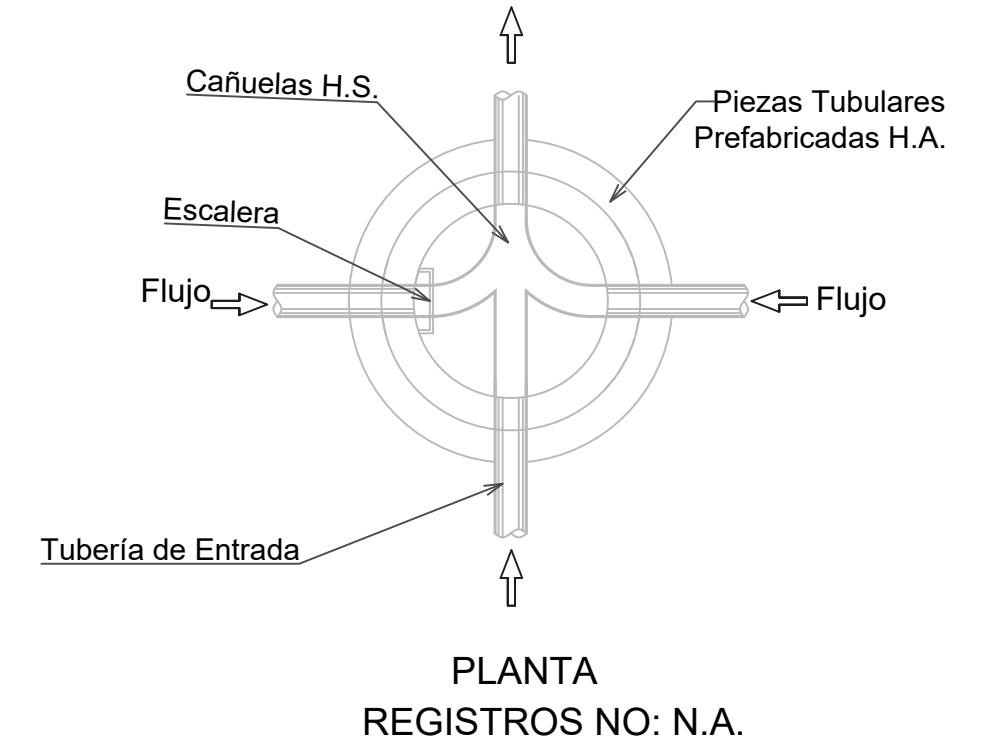 Cañuelas H.S.
Piezas Tubulares
Prefabricadas H.A.
Escalera
Flujo
Flujo
Tubería de Entrada
PLANTA
REGISTROS NO: N.A.